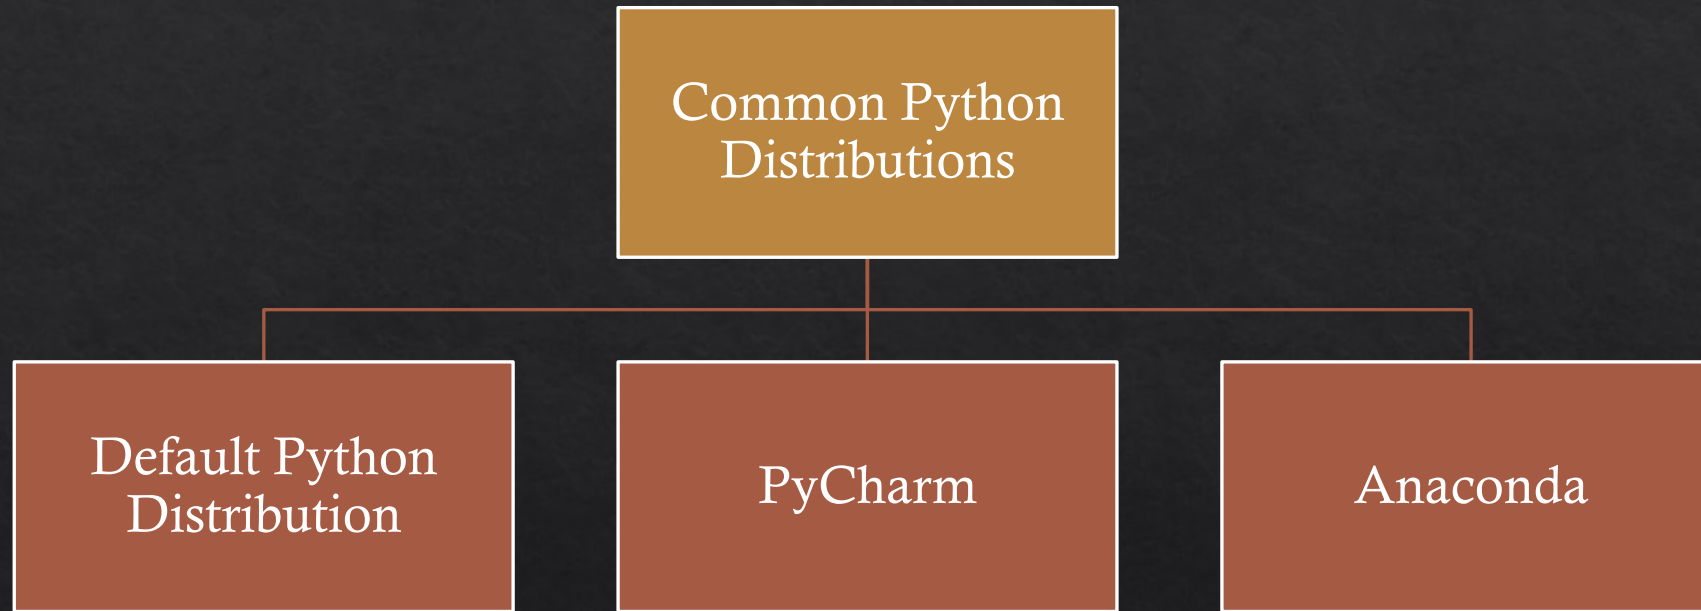 Common Python
Distributions
Default Python
Distribution
PyCharm
Anaconda